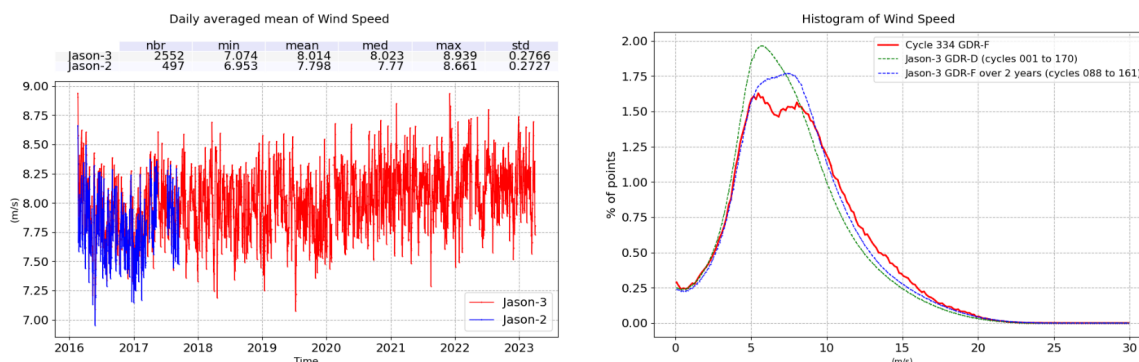 Daily averaged mean of Wind Speed
nbr min mean med max std
Jason-3 2552 7.074 8.014 8.023 8.939 0.2766
Jason-2 497 6.953 7.798 7.77 8.661 0.2727
9.00
8.75
8.50
8.25
8.00
7.75
7.50
7.25
7.00
(m/s)
Jason-3
Jason-2
2016 2017 2018 2019 2020 2021 2022 2023
Time
Histogram of Wind Speed
Cycle 334 GDR-F
Jason-3 GDR-D (cycles 001 to 170)
Jason-3 GDR-F over 2 years (cycles 088 to 161)
2.00
1.75
1.50
1.25
1.00
0.75
0.50
0.25
0.00
% of points
0 5 10 15 20 25 30
(m/s)